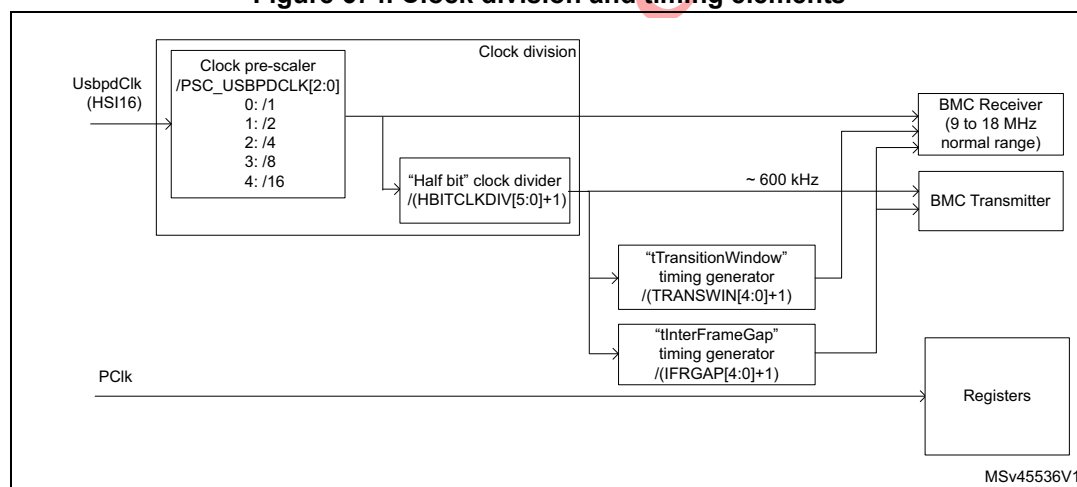 Figure 674. Clock division and timing elements
Clock division
Clock pre-scaler
/PSC_USBPDCLK[2:0]
0: /1
1: /2
2: /4
3: /8
4: /16
UsbpdClk
(HSI16)
"Half bit" clock divider
/(HBITCLKDIV[5:0]+1)
~ 600 kHz
BMC Receiver
(9 to 18 MHz
normal range)
BMC Transmitter
"tTransitionWindow"
timing generator
/(TRANSWIN[4:0]+1)
"tInterFrameGap"
timing generator
/(IFRGAP[4:0]+1)
PClk
Registers
MSv45536V1